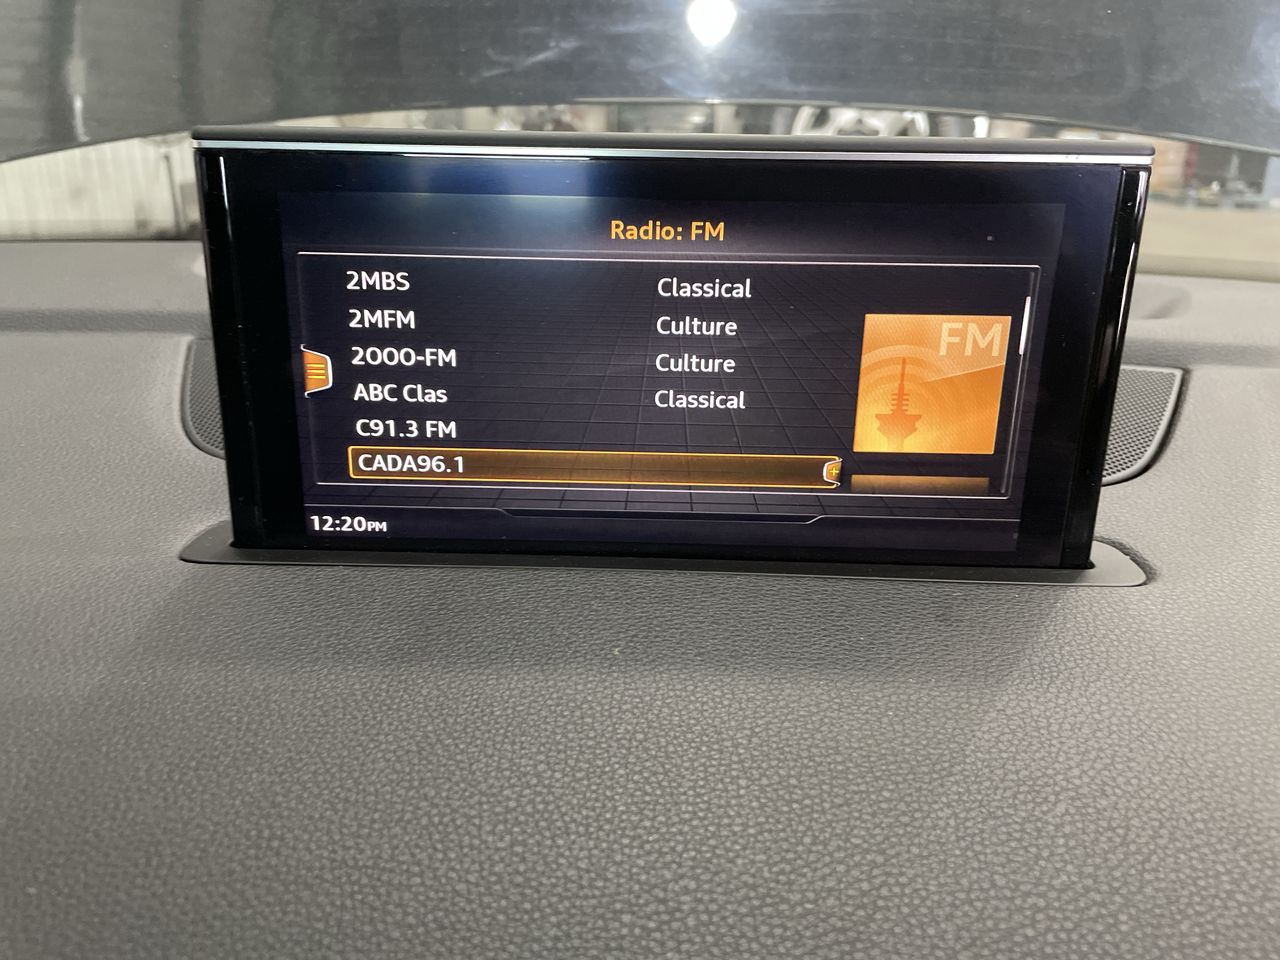 Radio: FM
2MBS Classical
2MFM Culture
2000-FM Culture
ABC Clas Classical
C91.3 FM
CADA96.1
FM
12:20PM